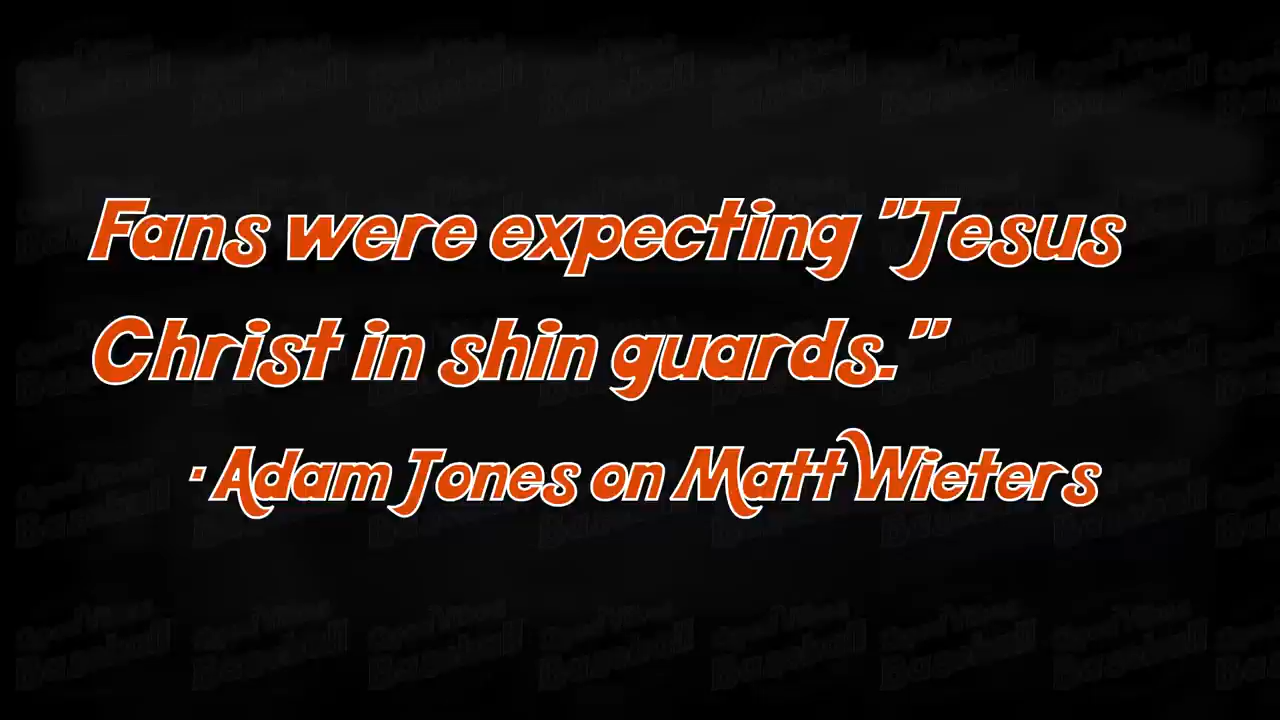 Fans were expecting "Jesus
Christ in shin guards."
- Adam Jones on Matt Wieters